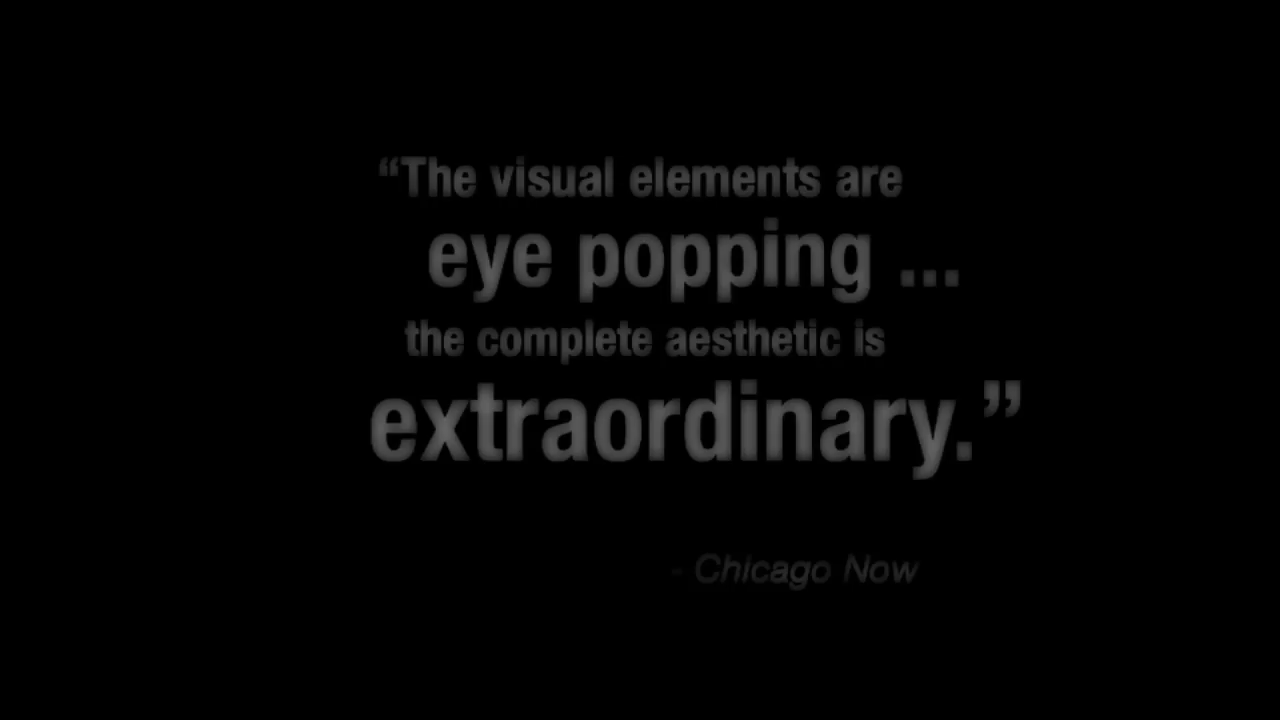 “The visual elements are
eye popping ...
the complete aesthetic is
extraordinary.”
- Chicago Now